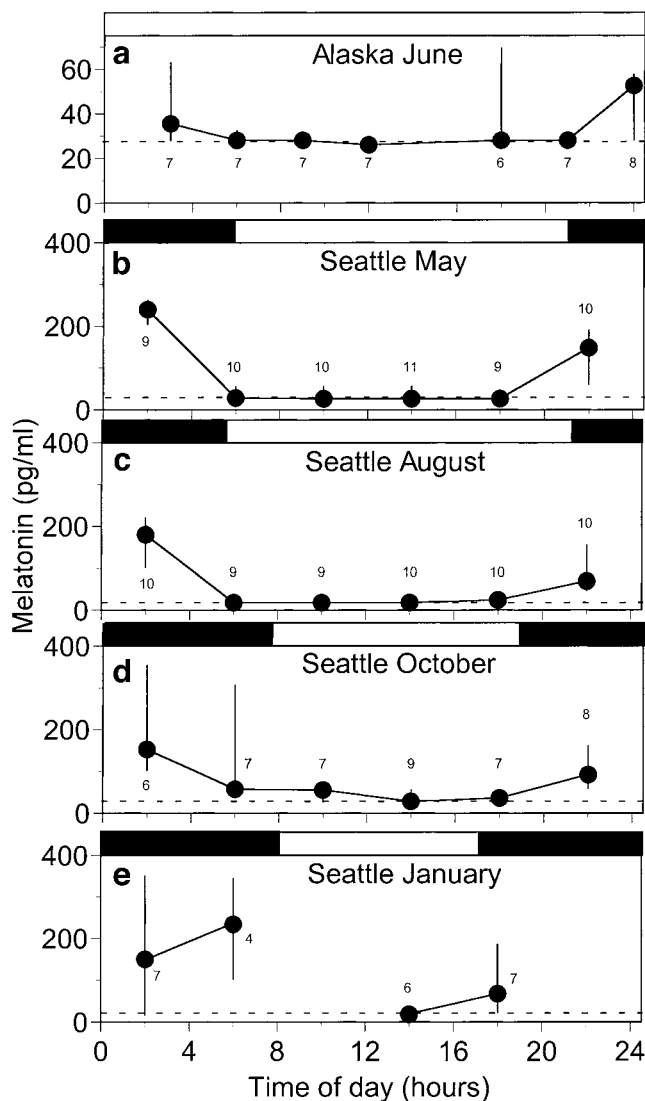 a Alaska June
60
40
20
0
7 7 7 7 6 7 8
b Seattle May
400
200
0
9 10 10 11 9 10
c Seattle August
400
200
0
10 9 9 10 10 10
d Seattle October
400
200
0
6 7 7 9 7 8
e Seattle January
400
200
0
7 4 6 7
0 4 8 12 16 20 24
Time of day (hours)
Melatonin (pg/ml)